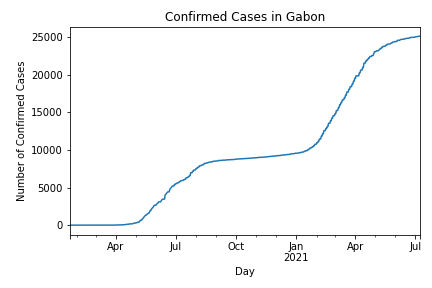 Confirmed Cases in Gabon
Number of Confirmed Cases
25000
20000
15000
10000
5000
0
Apr
Jul
Oct
Jan
2021
Apr
Jul
Day